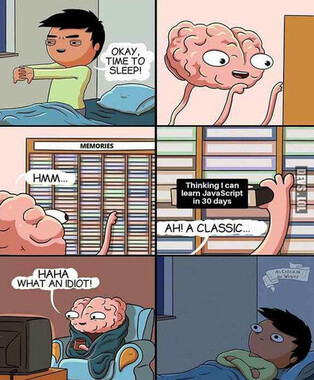 OKAY,
TIME TO
SLEEP!
MEMORIES
HMM...
Thinking I can
learn JavaScript
in 30 days
AH! A CLASSIC...
HAHA
WHAT AN IDIOT!